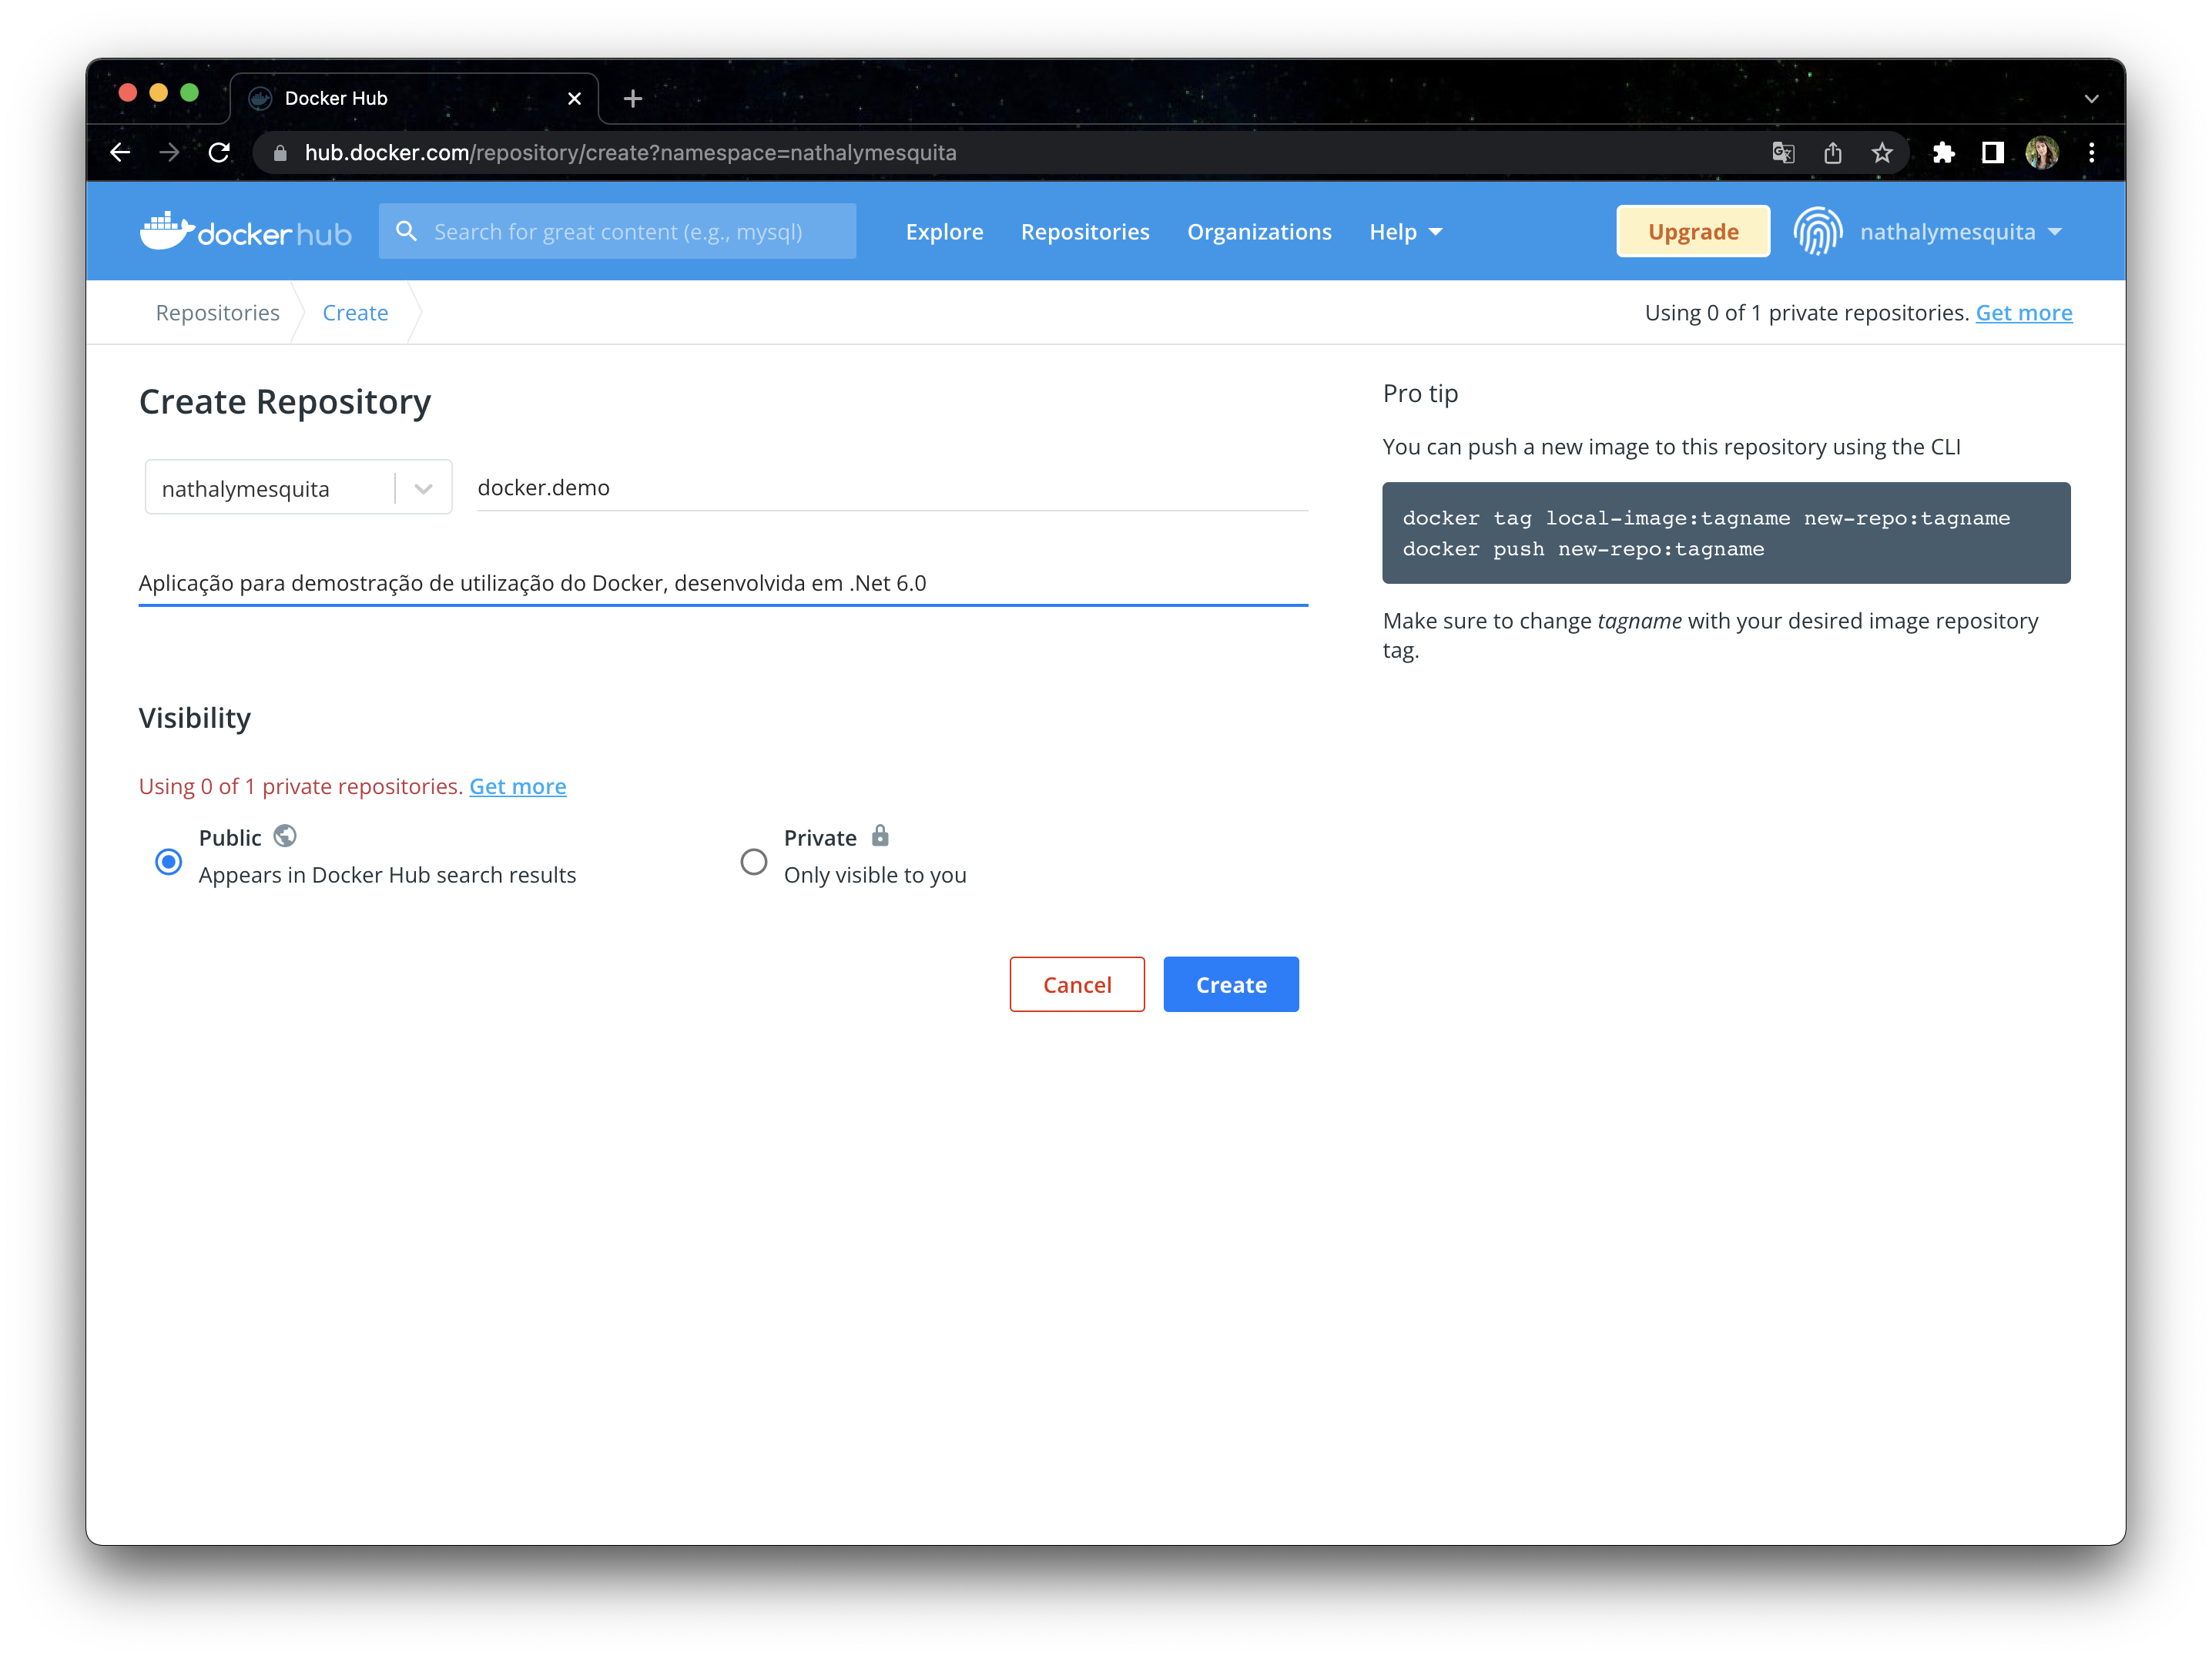 Docker Hub
hub.docker.com/repository/create?namespace=nathalymesquita
dockerhub
Search for great content (e.g., mysql)
Explore
Repositories
Organizations
Help
Upgrade
nathalymesquita
Repositories
Create
Using 0 of 1 private repositories. Get more
Create Repository
nathalymesquita
docker.demo
Aplicação para demostração de utilização do Docker, desenvolvida em .Net 6.0
Visibility
Using 0 of 1 private repositories. Get more
Public
Appears in Docker Hub search results
Private
Only visible to you
Cancel
Create
Pro tip
You can push a new image to this repository using the CLI
docker tag local-image:tagname new-repo:tagname
docker push new-repo:tagname
Make sure to change tagname with your desired image repository
tag.